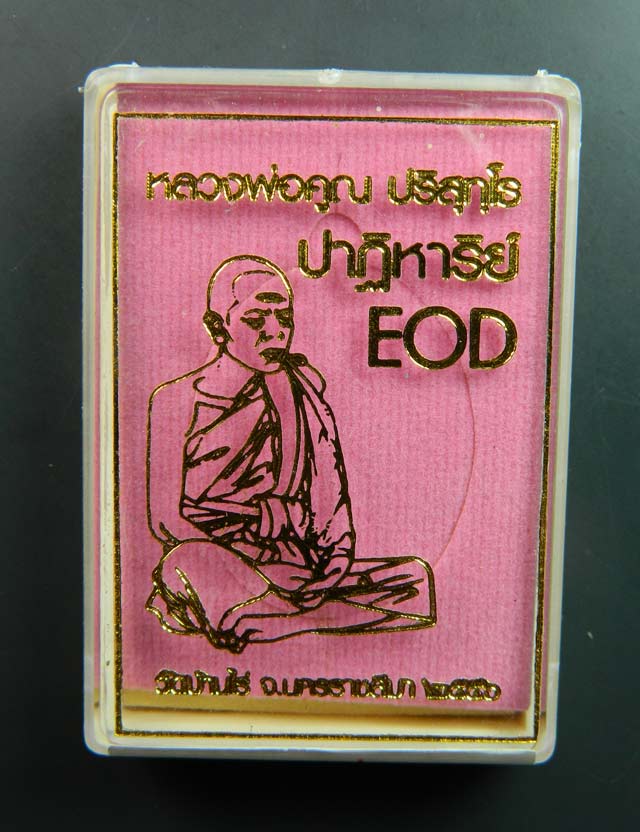 หลวงพ่อคูณ ปริสุทฺโธ
ปาฏิหาริย์
EOD
วัดบ้านไร่ จ.นครราชสีมา ๒๕๕๖